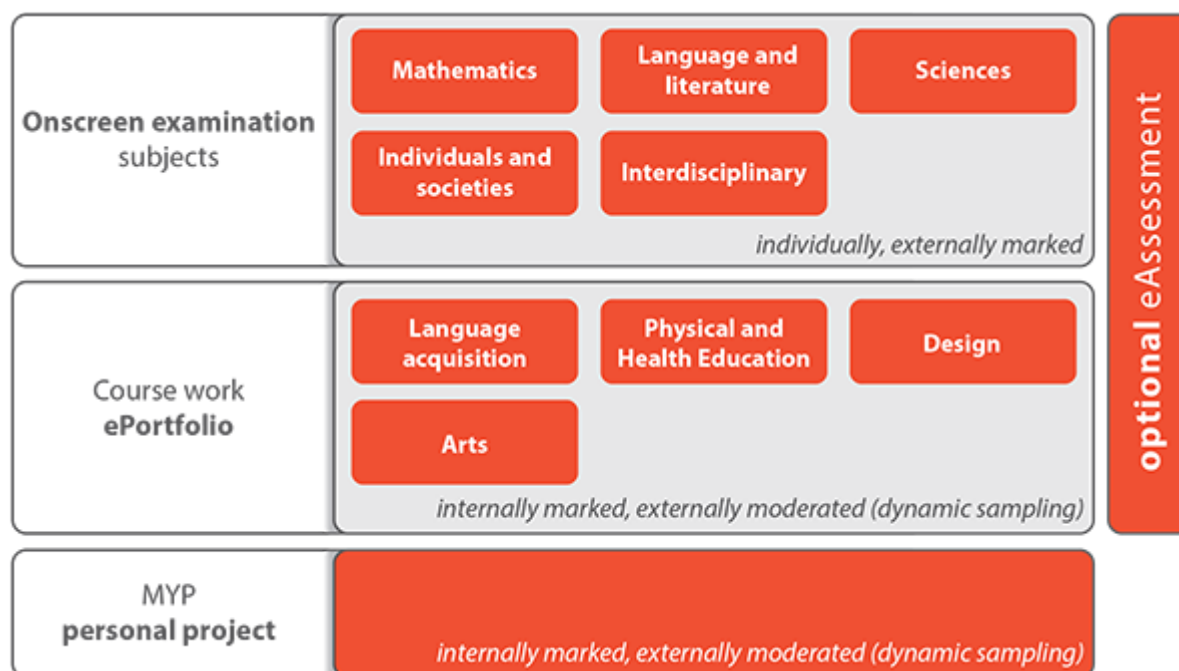 Onscreen examination
subjects
Mathematics
Language and
literature
Sciences
Individuals and
societies
Interdisciplinary
individually, externally marked
Course work
ePortfolio
Language
acquisition
Physical and
Health Education
Design
Arts
internally marked, externally moderated (dynamic sampling)
MYP
personal project
internally marked, externally moderated (dynamic sampling)
optional eAssessment